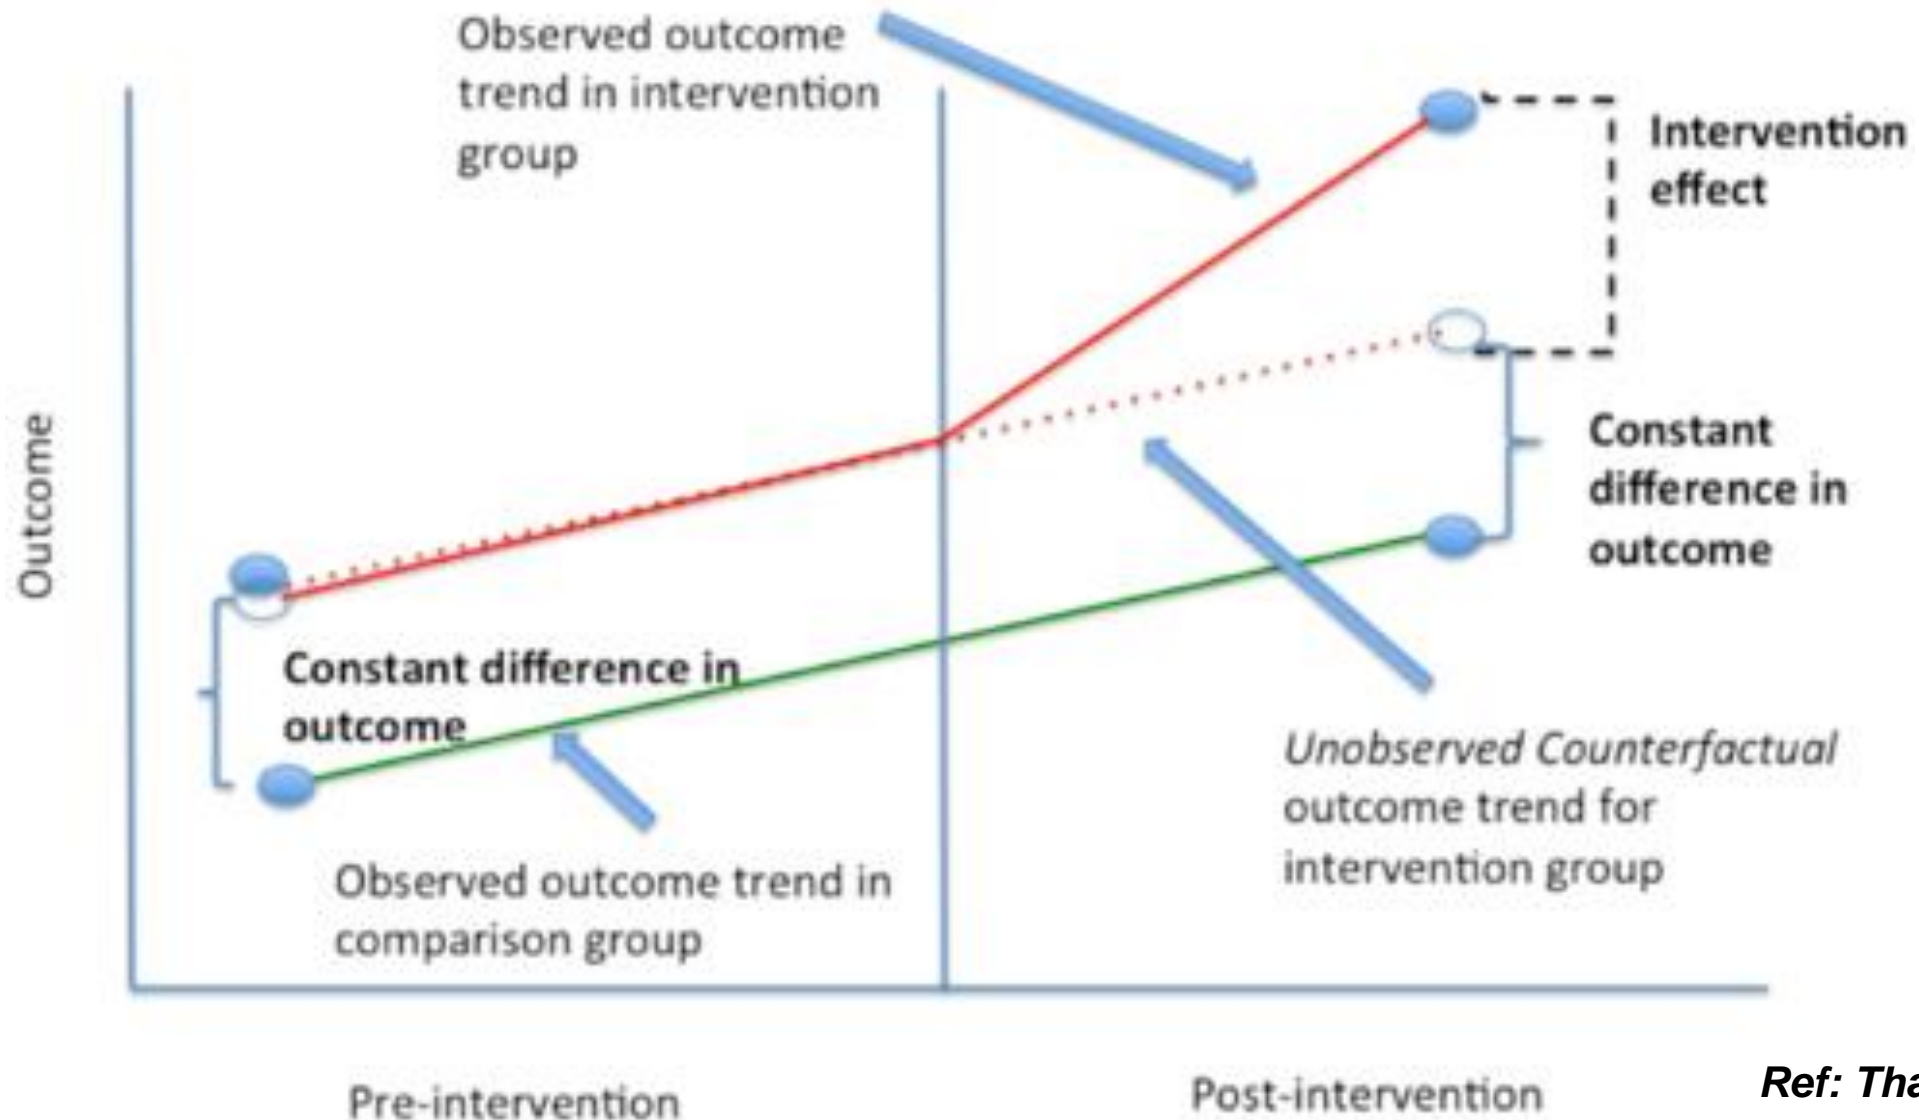 Observed outcome
trend in intervention
group
Intervention
effect
Outcome
Constant
difference in
outcome
Constant difference in
outcome
Unobserved Counterfactual
outcome trend for
intervention group
Observed outcome trend in
comparison group
Pre-intervention
Post-intervention
Ref: